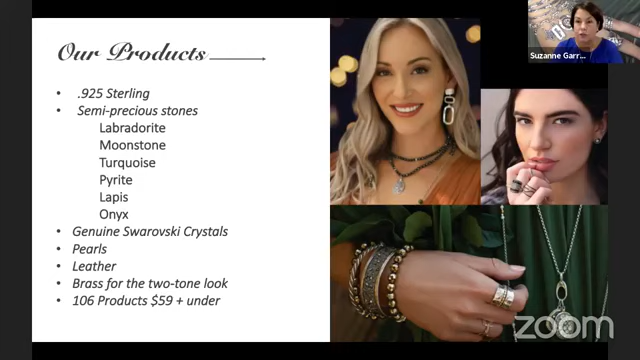 Our Products
• .925 Sterling
• Semi-precious stones
Labradorite
Moonstone
Turquoise
Pyrite
Lapis
Onyx
• Genuine Swarovski Crystals
• Pearls
• Leather
• Brass for the two-tone look
• 106 Products $59 + under
Suzanne Garr...
zoom